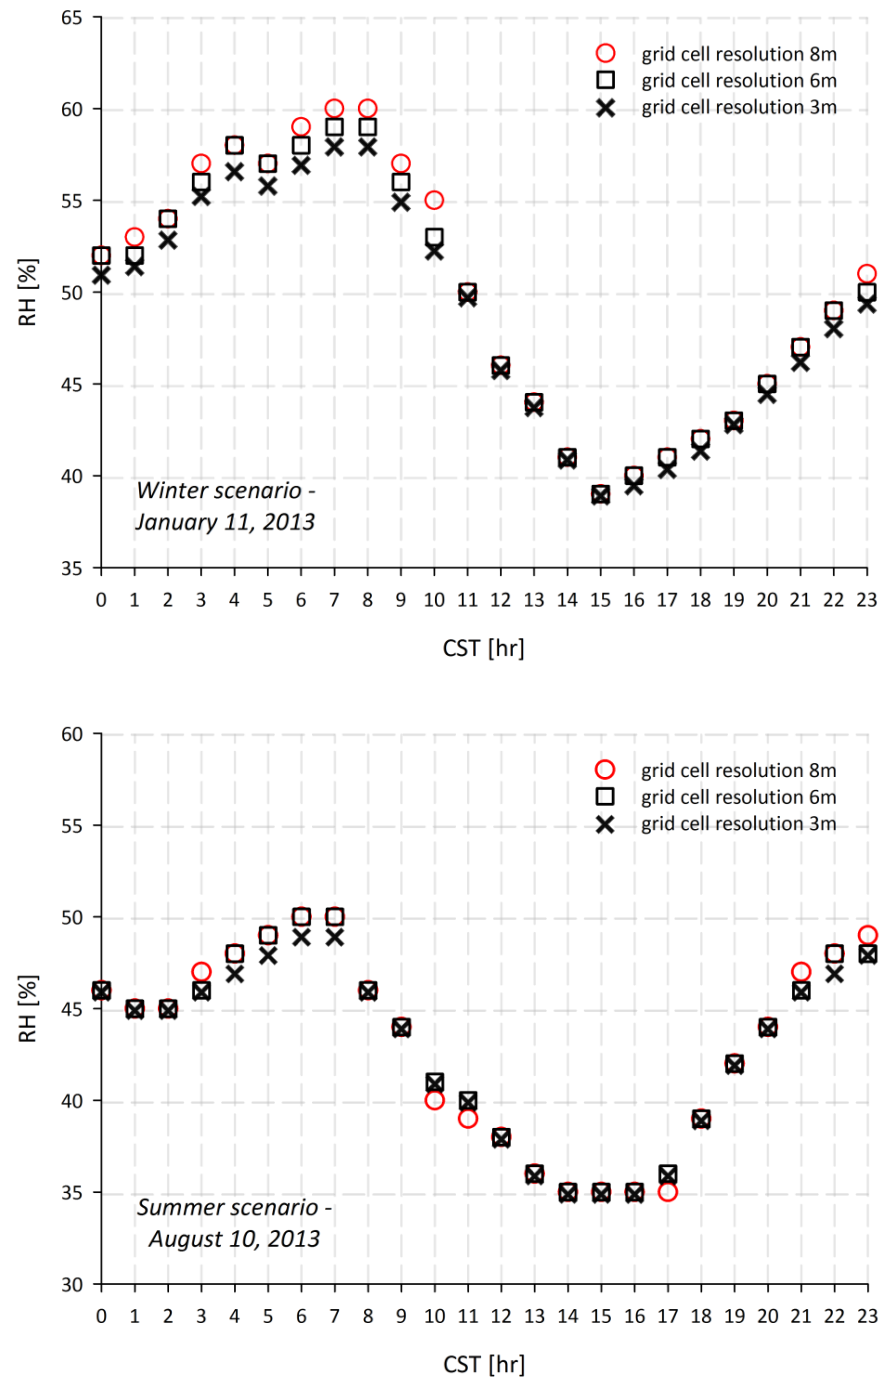 65
60
55
50
45
40
35
RH [%]
grid cell resolution 8m
grid cell resolution 6m
grid cell resolution 3m
Winter scenario -
January 11, 2013
0 1 2 3 4 5 6 7 8 9 10 11 12 13 14 15 16 17 18 19 20 21 22 23
CST [hr]
60
55
50
45
40
35
30
RH [%]
grid cell resolution 8m
grid cell resolution 6m
grid cell resolution 3m
Summer scenario -
August 10, 2013
0 1 2 3 4 5 6 7 8 9 10 11 12 13 14 15 16 17 18 19 20 21 22 23
CST [hr]